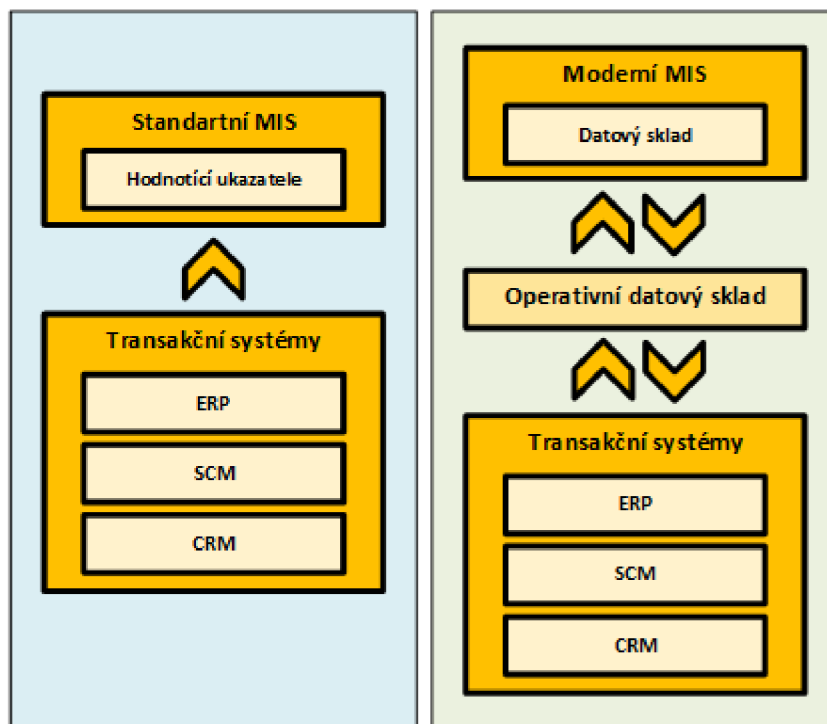 Standartní MIS
Hodnotící ukazatele
Transakční systémy
ERP
SCM
CRM
Moderní MIS
Datový sklad
Operativní datový sklad
Transakční systémy
ERP
SCM
CRM